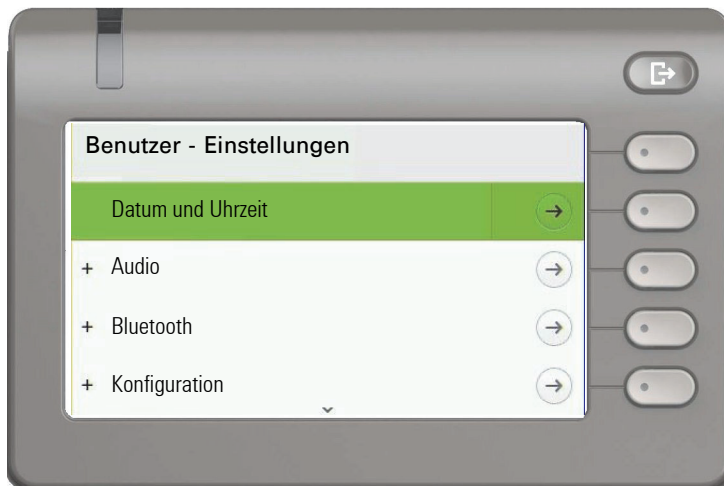 Benutzer - Einstellungen
Datum und Uhrzeit
+ Audio
+ Bluetooth
+ Konfiguration